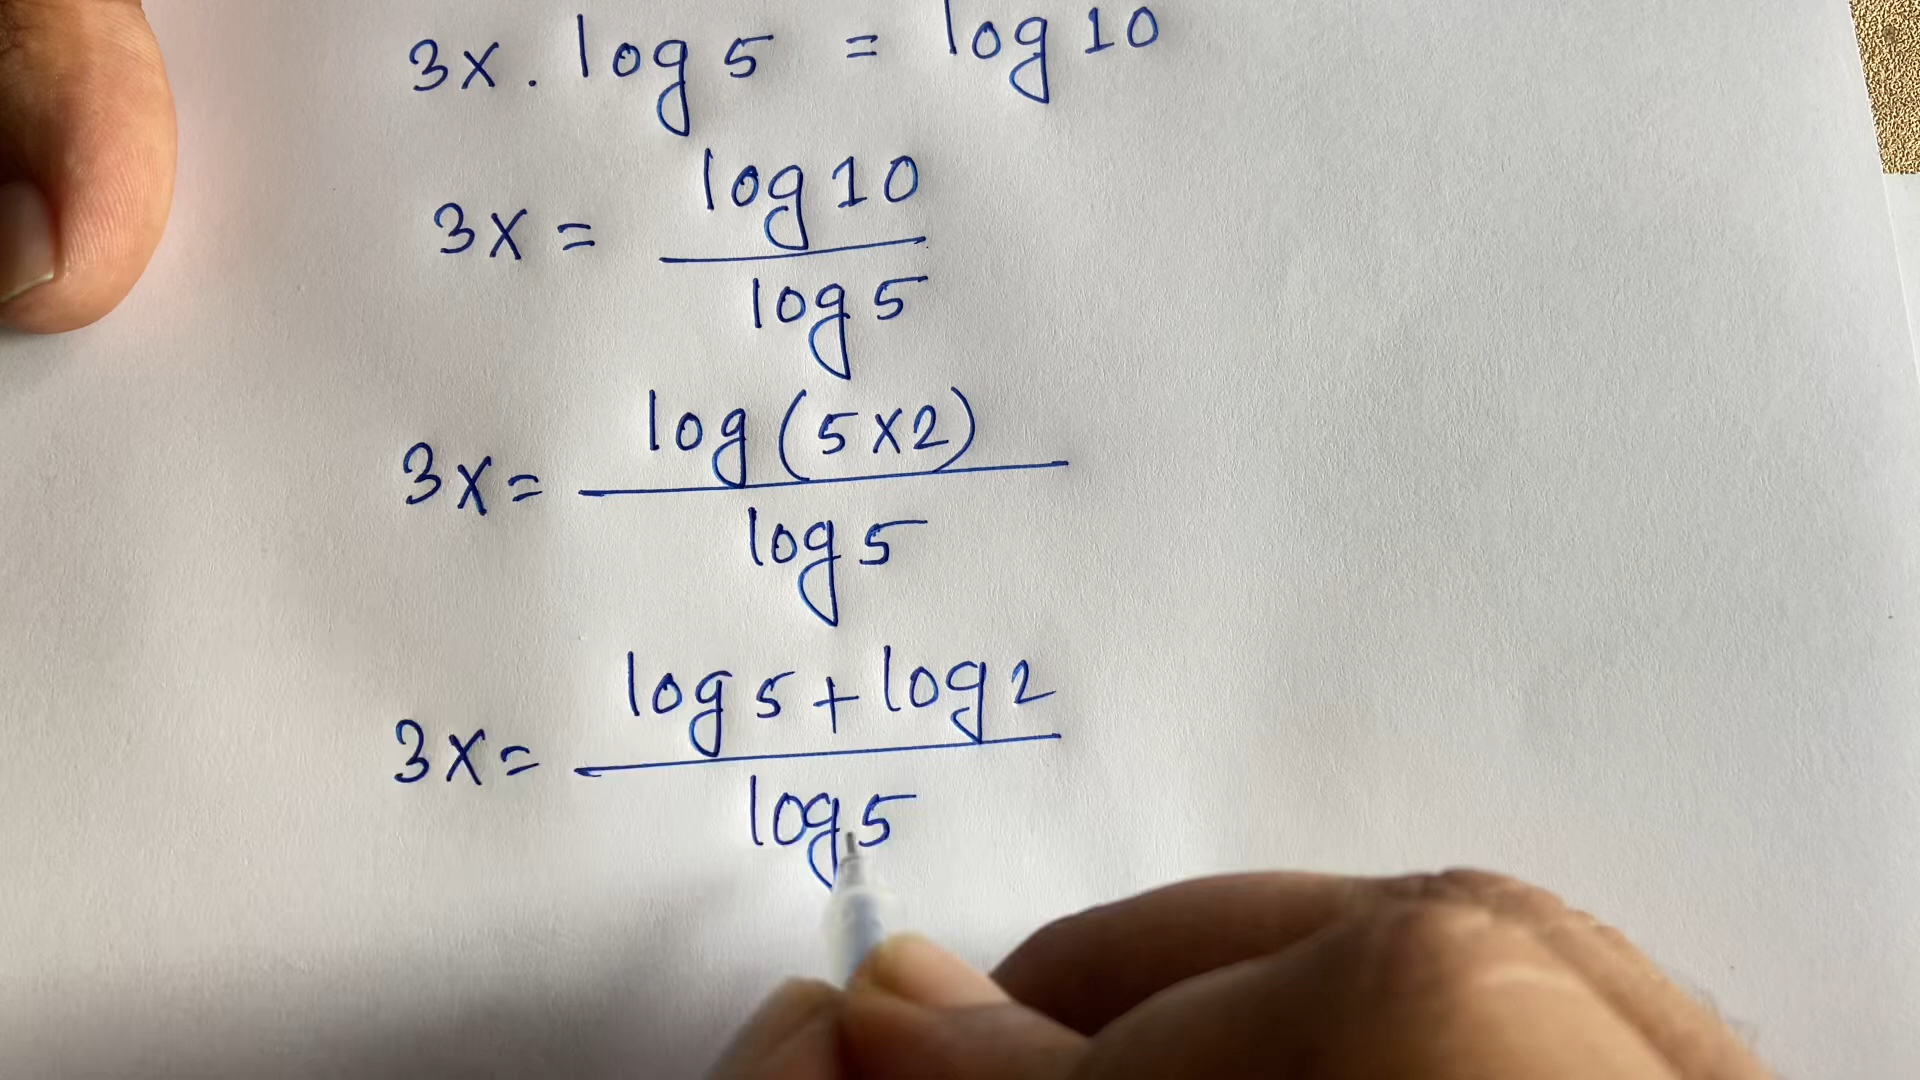 3x . log 5 = log 10
3x = log 10 / log 5
3x = log (5x2) / log 5
3x = log 5 + log 2 / log 5